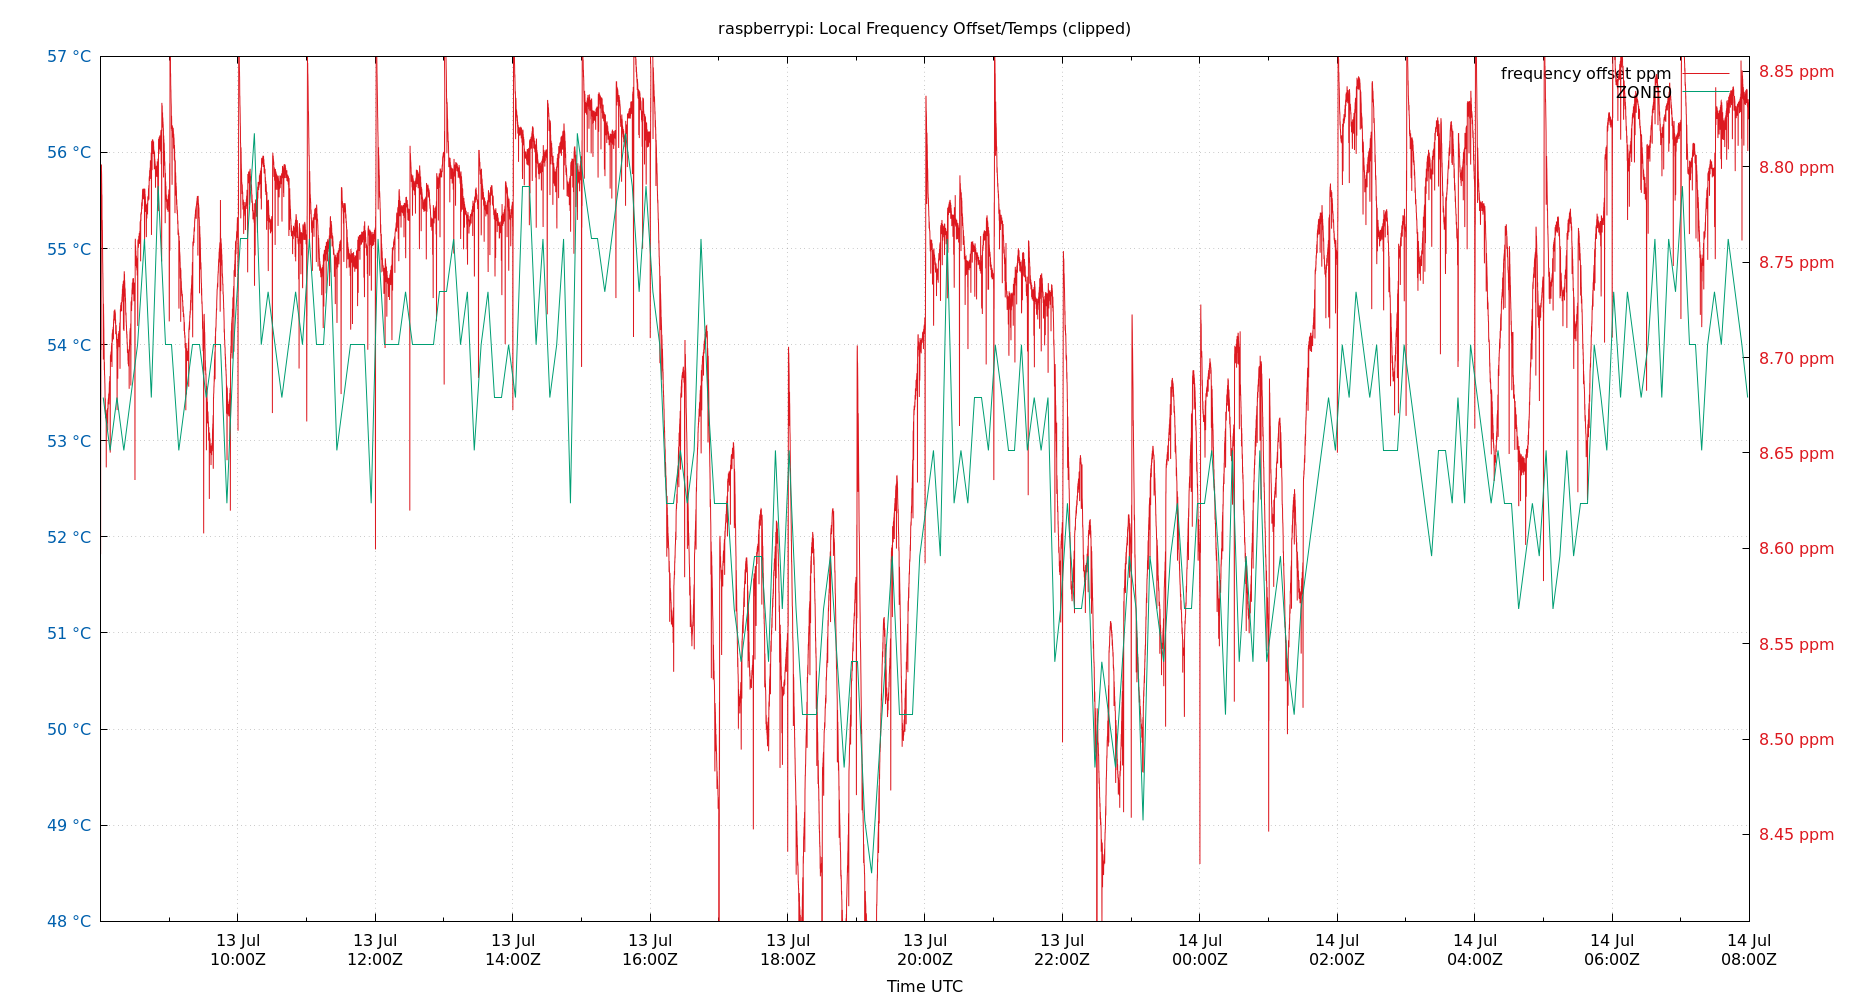 raspberrypi: Local Frequency Offset/Temps (clipped)
57 °C
56 °C
55 °C
54 °C
53 °C
52 °C
51 °C
50 °C
49 °C
48 °C
frequency offset ppm
ZONE0
8.85 ppm
8.80 ppm
8.75 ppm
8.70 ppm
8.65 ppm
8.60 ppm
8.55 ppm
8.50 ppm
8.45 ppm
13 Jul
10:00Z
13 Jul
12:00Z
13 Jul
14:00Z
13 Jul
16:00Z
13 Jul
18:00Z
13 Jul
20:00Z
13 Jul
22:00Z
14 Jul
00:00Z
14 Jul
02:00Z
14 Jul
04:00Z
14 Jul
06:00Z
14 Jul
08:00Z
Time UTC